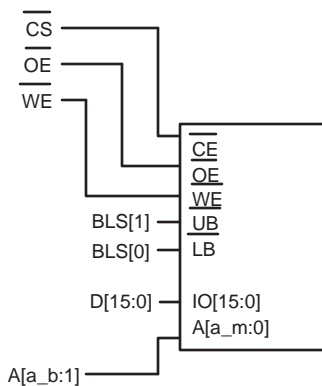 CS
OE
WE
CE
OE
WE
BLS[1] UB
BLS[0] LB
D[15:0] IO[15:0]
A[a_m:0]
A[a_b:1]